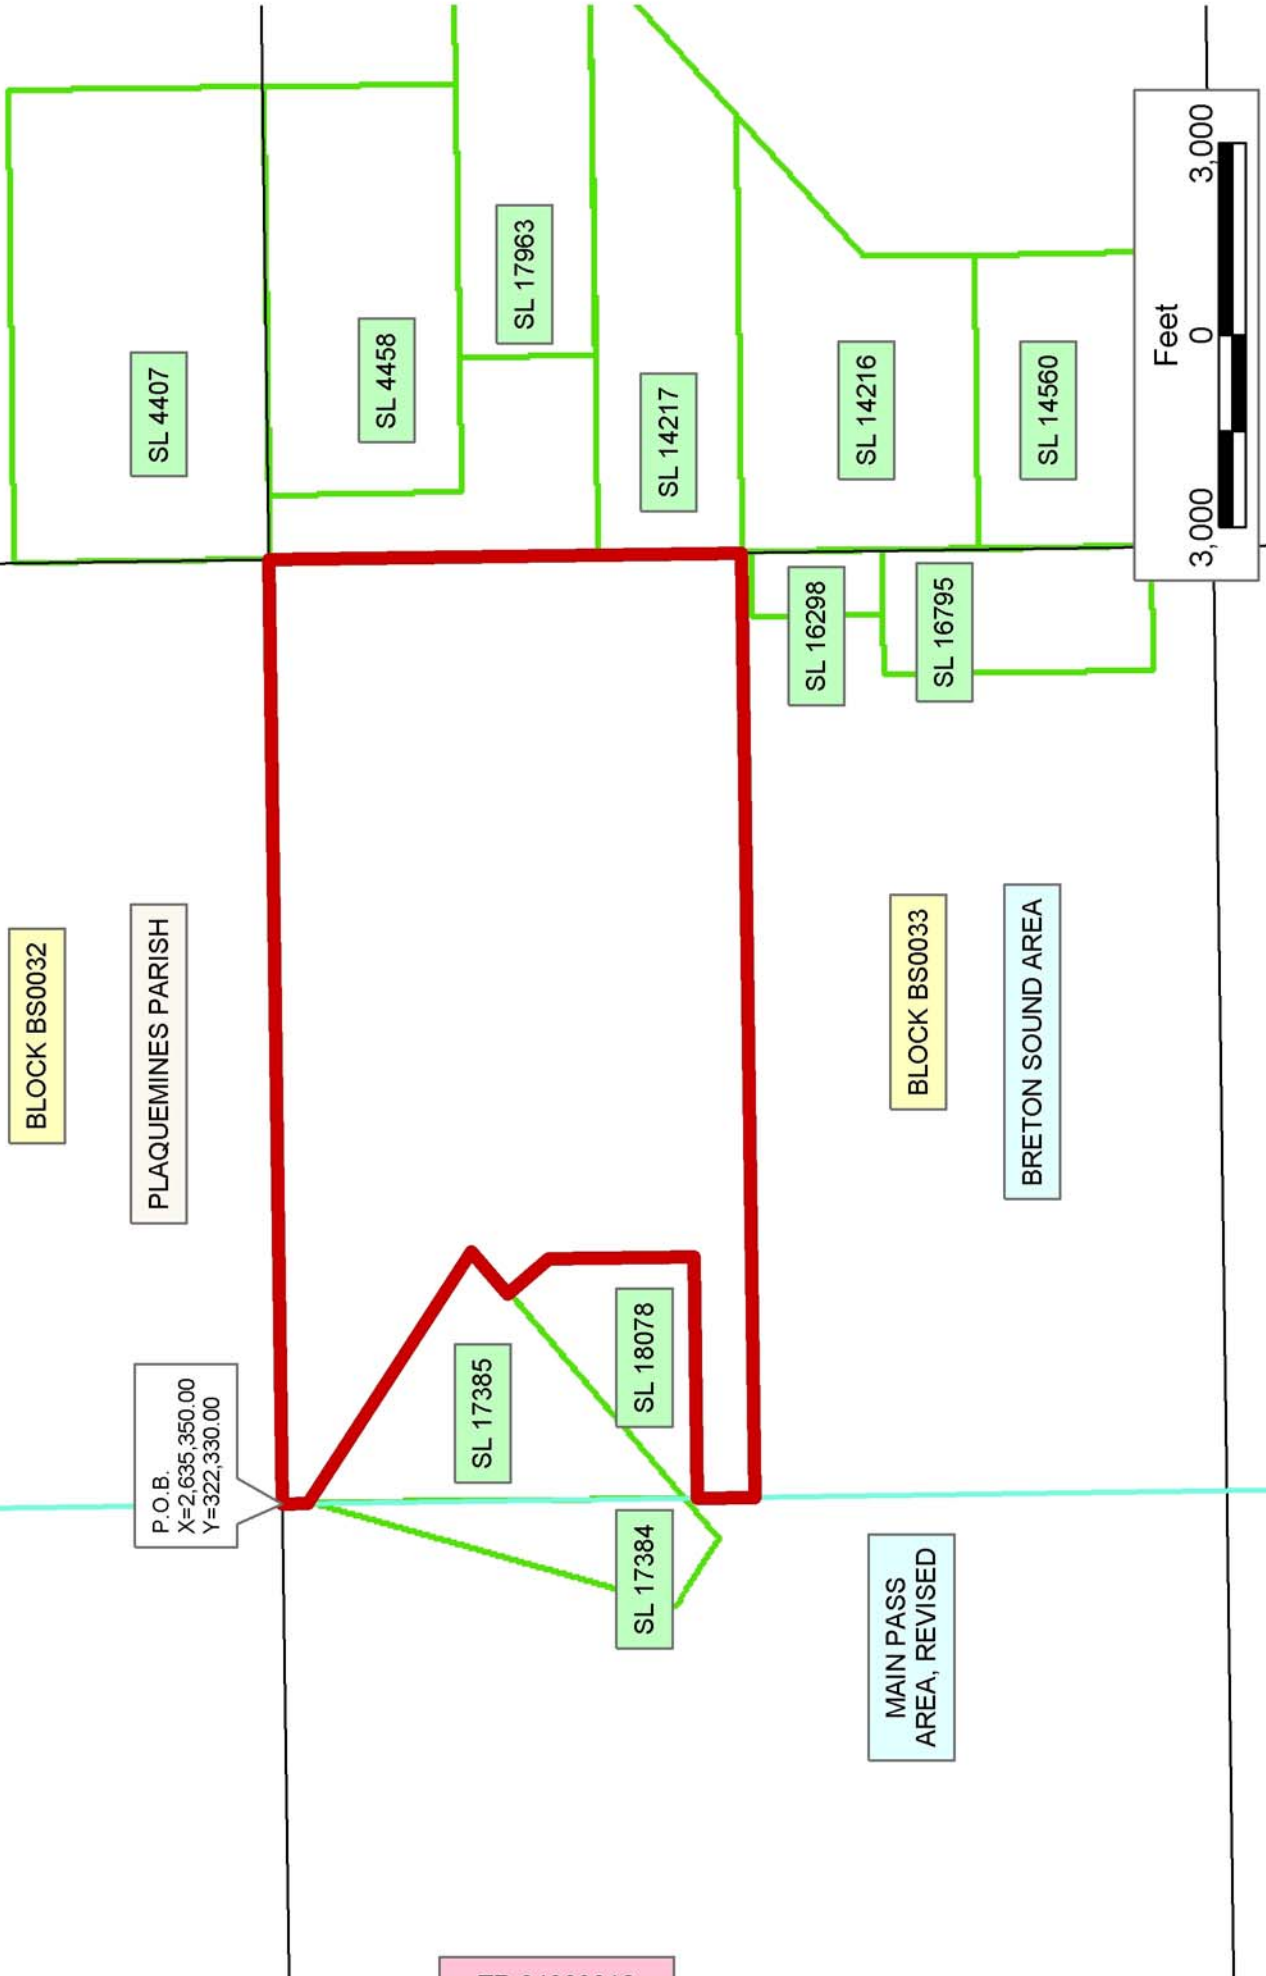 BLOCK BS0032
PLAQUEMINES PARISH
SL 4407
SL 4458
SL 17963
SL 14217
SL 14216
SL 14560
SL 16298
SL 16795
P.O.B.
X=2,635,350.00
Y=322,330.00
SL 17385
SL 18078
SL 17384
BLOCK BS0033
BRETON SOUND AREA
MAIN PASS
AREA, REVISED
Feet
3,000 0 3,000